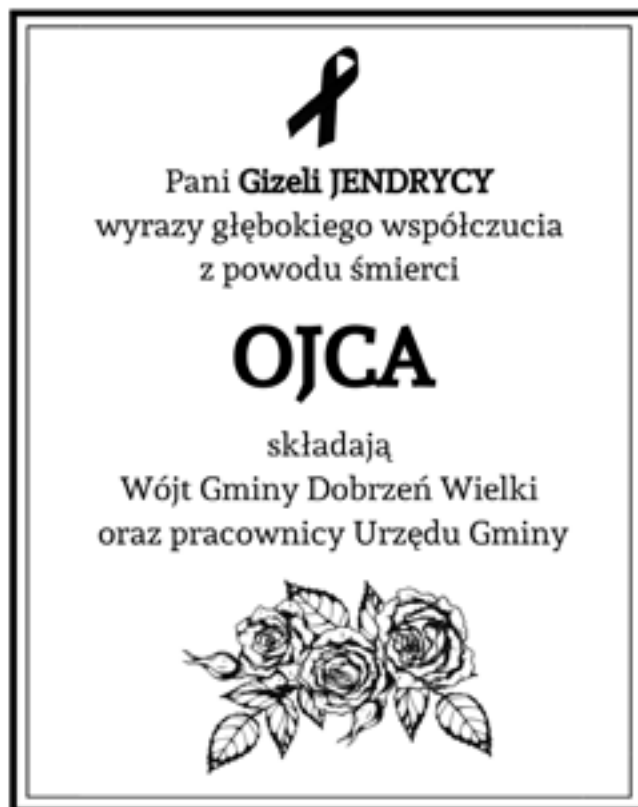 Pani Gizeli JENDRYCY
wyrazy głębokiego współczucia
z powodu śmierci
OJCA
składają
Wójt Gminy Dobrzeń Wielki
oraz pracownicy Urzędu Gminy